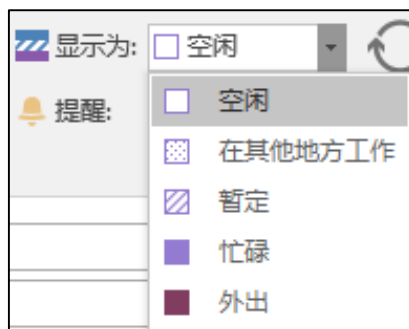 显示为: 空闲
提醒: 空闲
在其他地方工作
暂定
忙碌
外出